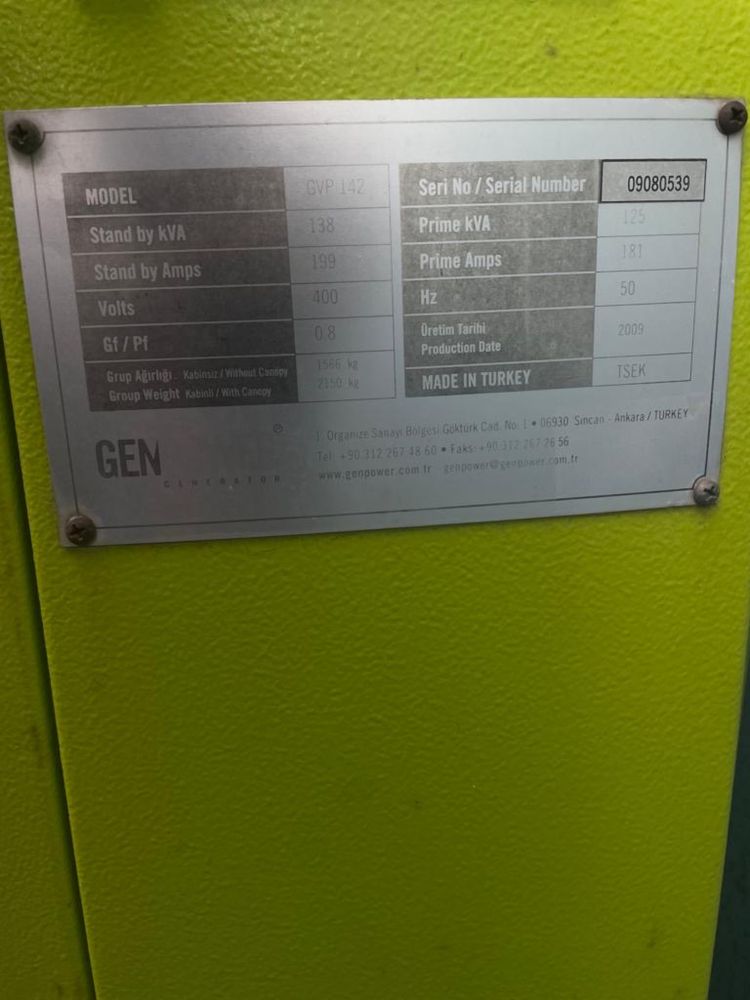 MODEL GVP 142
Stand by kVA 138
Stand by Amps 199
Volts 400
Gf / Pf 0,8
Grup Ağırlığı Kabinsiz / Without Canopy 1566 kg
Group Weight Kabinli / With Canopy 2150 kg
Seri No / Serial Number 09080539
Prime kVA 125
Prime Amps 181
Hz 50
Üretim Tarihi
Production Date 2009
MADE IN TURKEY TSEK
GEN
GENERATOR
1. Organize Sanayi Bölgesi Göktürk Cad. No. 1 • 06930 Sincan - Ankara / TURKEY
Tel: +90.312 267 48 60 • Faks: +90.312 267 26 56
www.genpower.com.tr genpower@genpower.com.tr